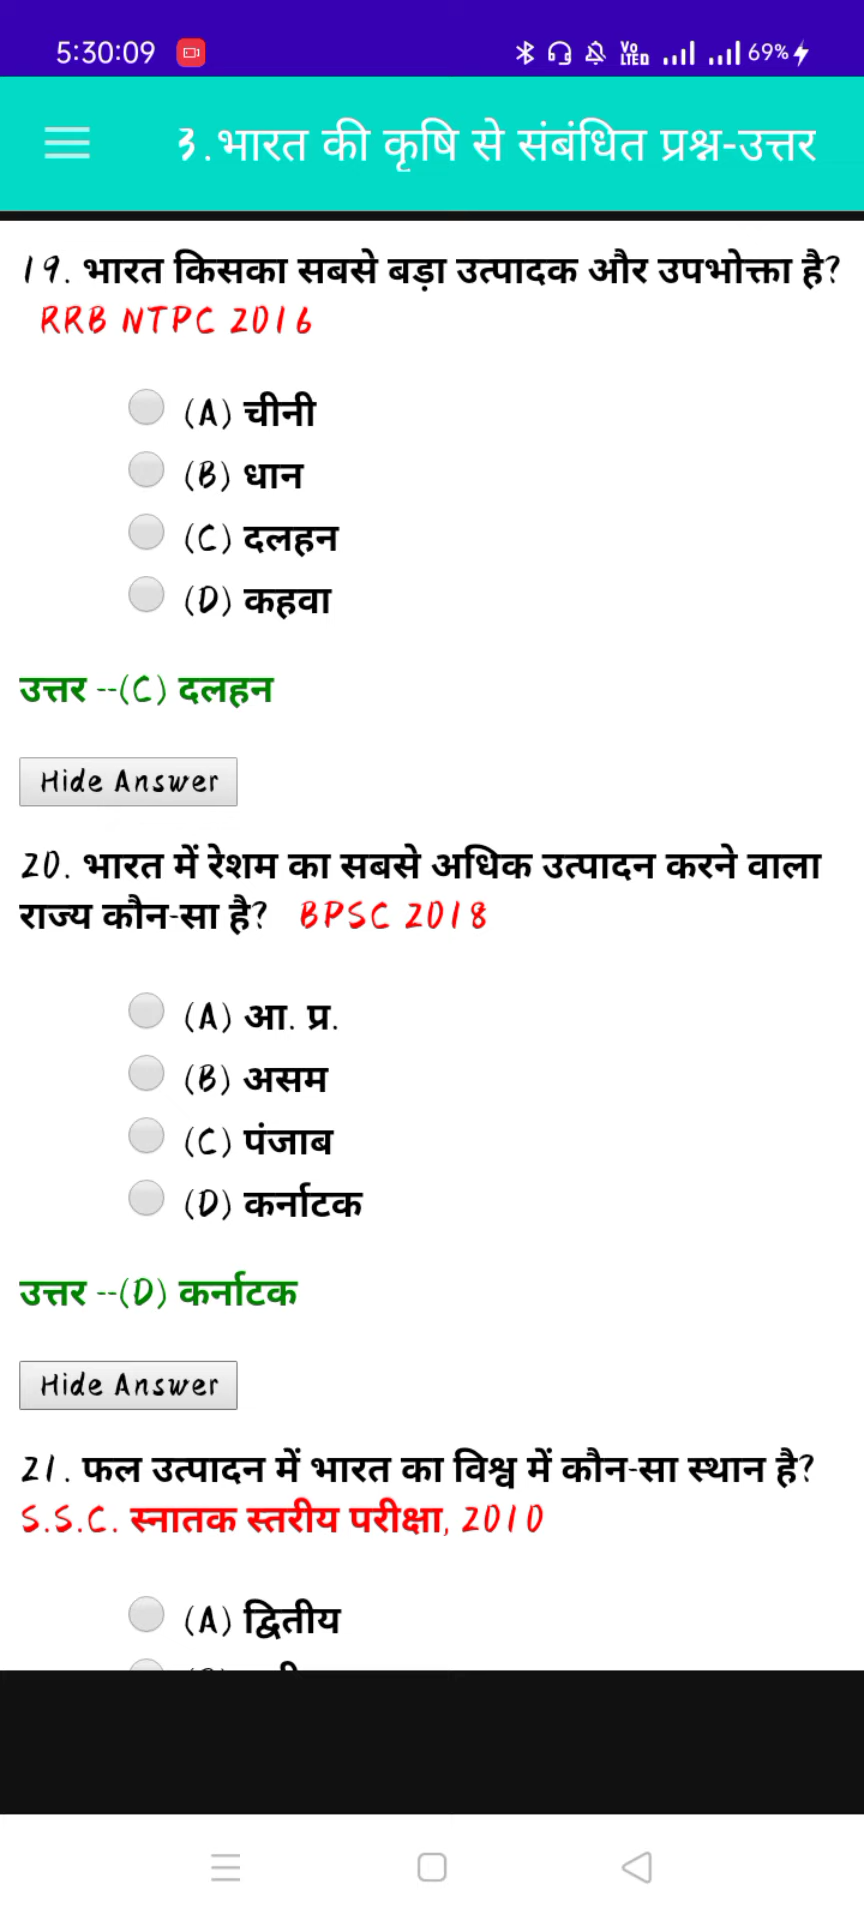 5:30:09
Vo LTED 69%
3.भारत की कृषि से संबंधित प्रश्न-उत्तर
19. भारत किसका सबसे बड़ा उत्पादक और उपभोक्ता है?
RRB NTPC 2016
(A) चीनी
(B) धान
(C) दलहन
(D) कहवा
उत्तर --(C) दलहन
Hide Answer
20. भारत में रेशम का सबसे अधिक उत्पादन करने वाला
राज्य कौन-सा है? BPSC 2018
(A) आ. प्र.
(B) असम
(C) पंजाब
(D) कर्नाटक
उत्तर --(D) कर्नाटक
Hide Answer
21. फल उत्पादन में भारत का विश्व में कौन-सा स्थान है?
S.S.C. स्नातक स्तरीय परीक्षा, 2010
(A) द्वितीय